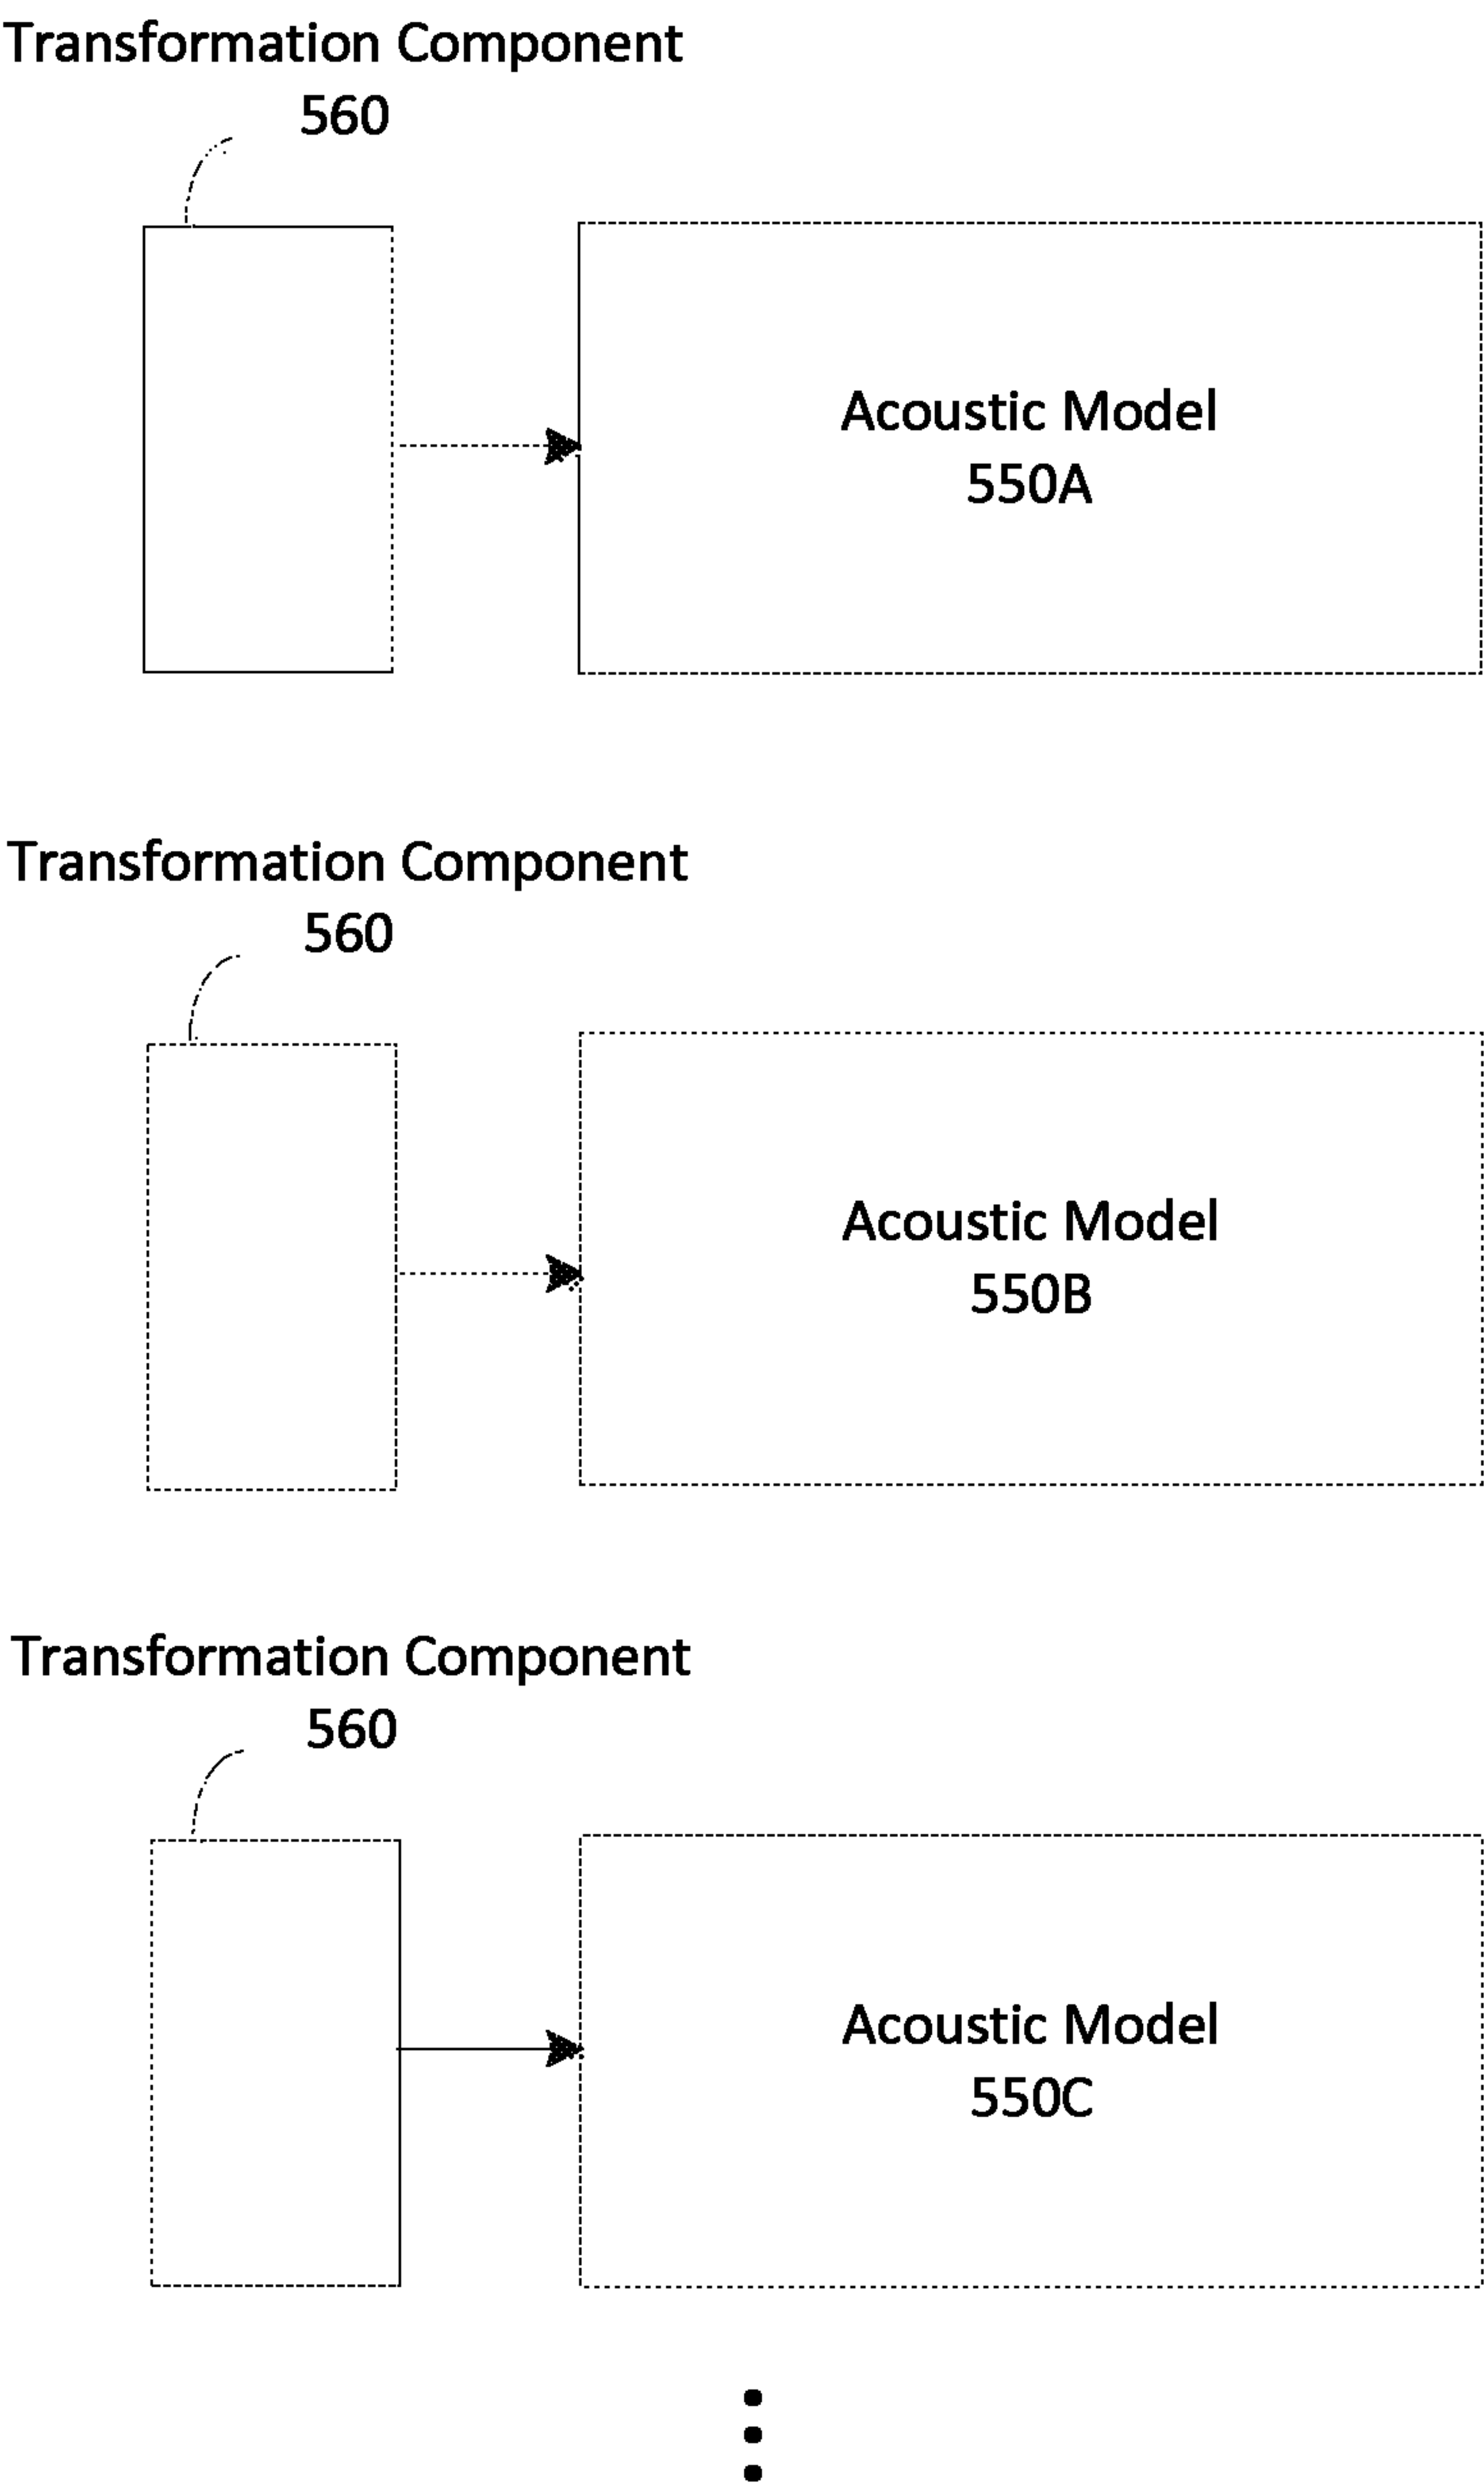 Transformation Component
560
Acoustic Model
550A
Transformation Component
560
Acoustic Model
550B
Transformation Component
560
Acoustic Model
550C